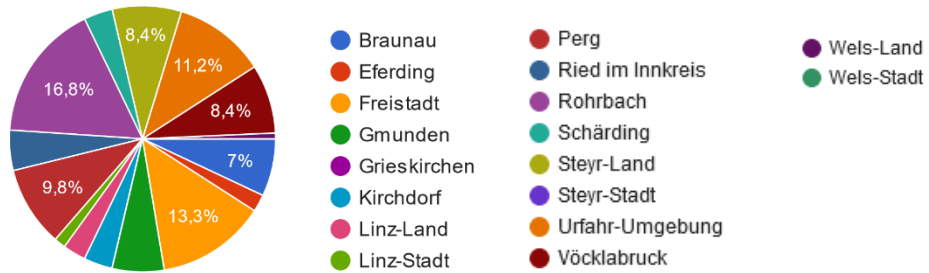 8,4%
11,2%
8,4%
7%
13,3%
9,8%
16,8%
Braunau
Eferding
Freistadt
Gmunden
Grieskirchen
Kirchdorf
Linz-Land
Linz-Stadt
Perg
Ried im Innkreis
Rohrbach
Schärding
Steyr-Land
Steyr-Stadt
Urfahr-Umgebung
Vöcklabruck
Wels-Land
Wels-Stadt